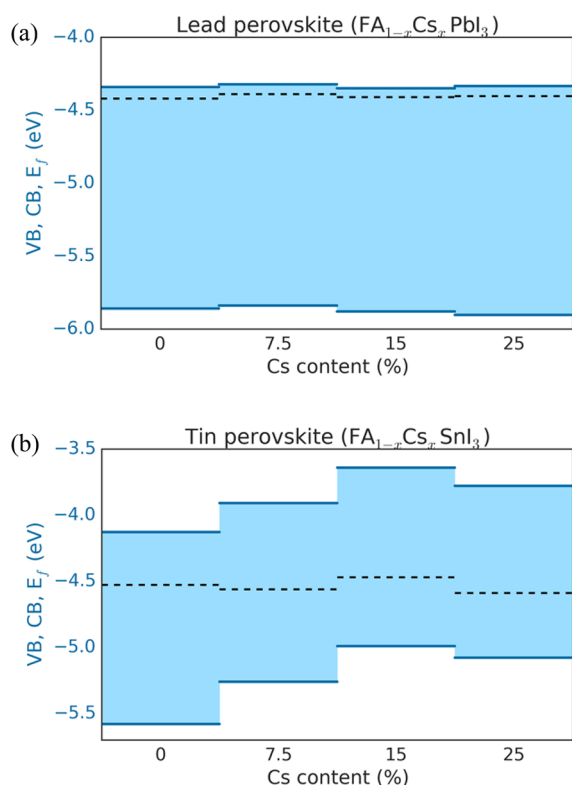 (a)
Lead perovskite (FA₁₋ₓCsₓPbI₃)
VB, CB, E_f (eV)
−4.0
−4.5
−5.0
−5.5
−6.0
0 7.5 15 25
Cs content (%)
(b)
Tin perovskite (FA₁₋ₓCsₓSnI₃)
VB, CB, E_f (eV)
−3.5
−4.0
−4.5
−5.0
−5.5
0 7.5 15 25
Cs content (%)